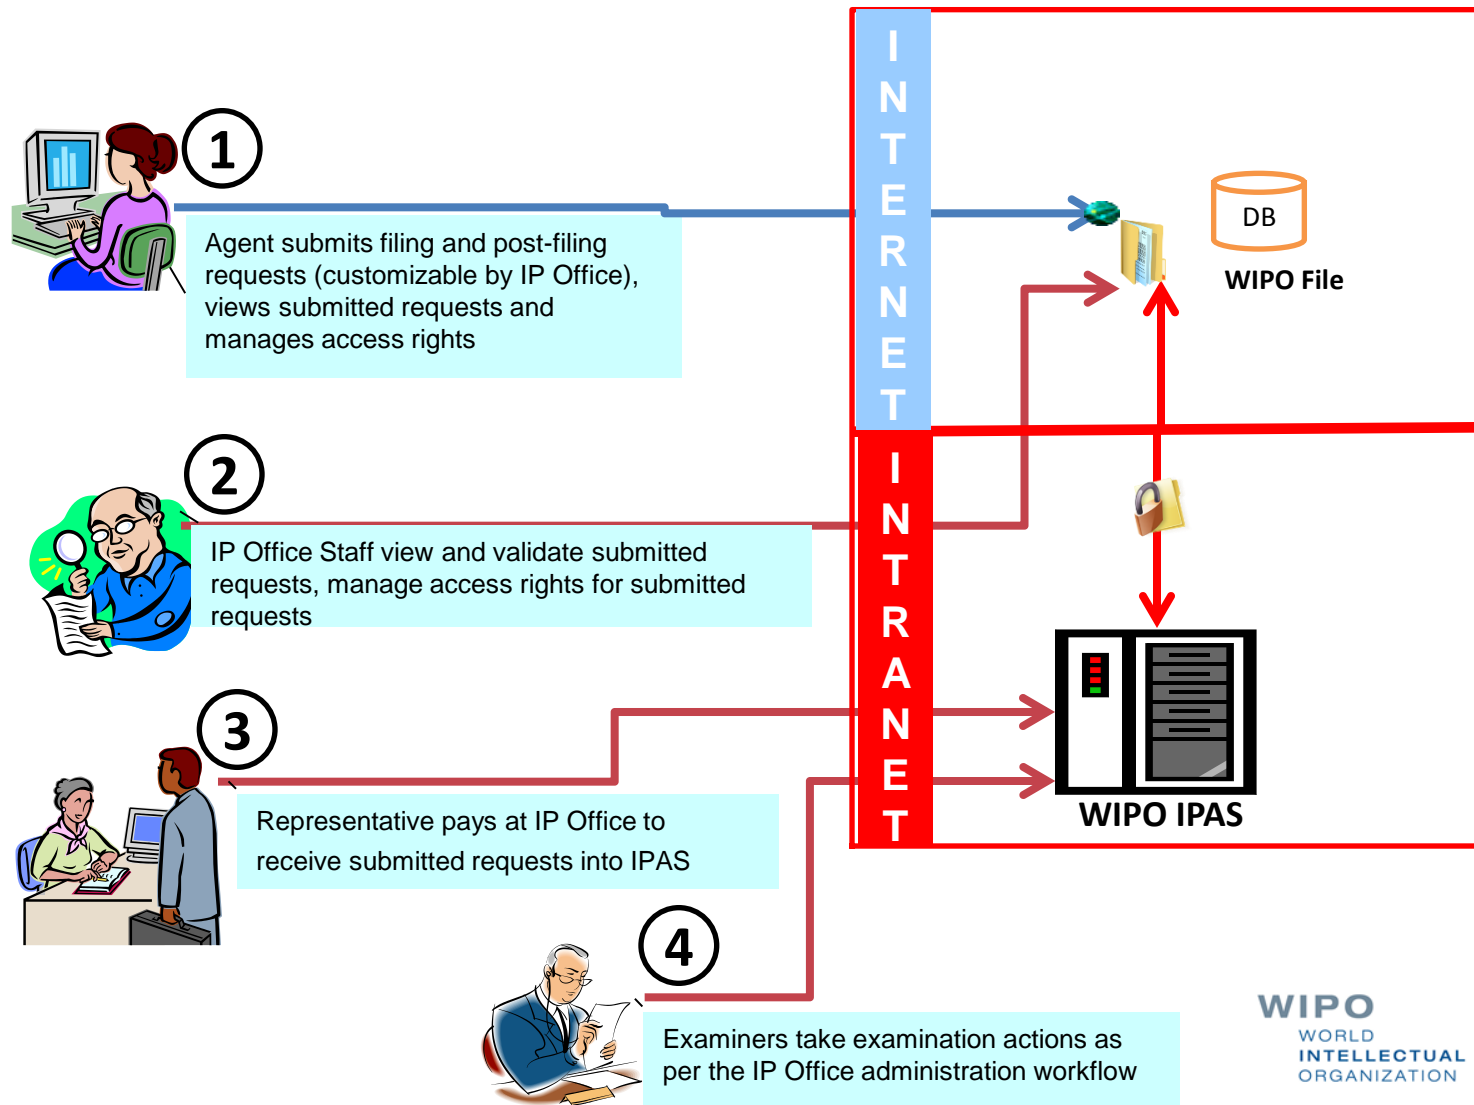 1
Agent submits filing and post-filing
requests (customizable by IP Office),
views submitted requests and
manages access rights
2
IP Office Staff view and validate submitted
requests, manage access rights for submitted
requests
3
Representative pays at IP Office to
receive submitted requests into IPAS
4
Examiners take examination actions as
per the IP Office administration workflow
INTERNET
INTRANET
DB
WIPO File
WIPO IPAS
WIPO
WORLD
INTELLECTUAL
ORGANIZATION